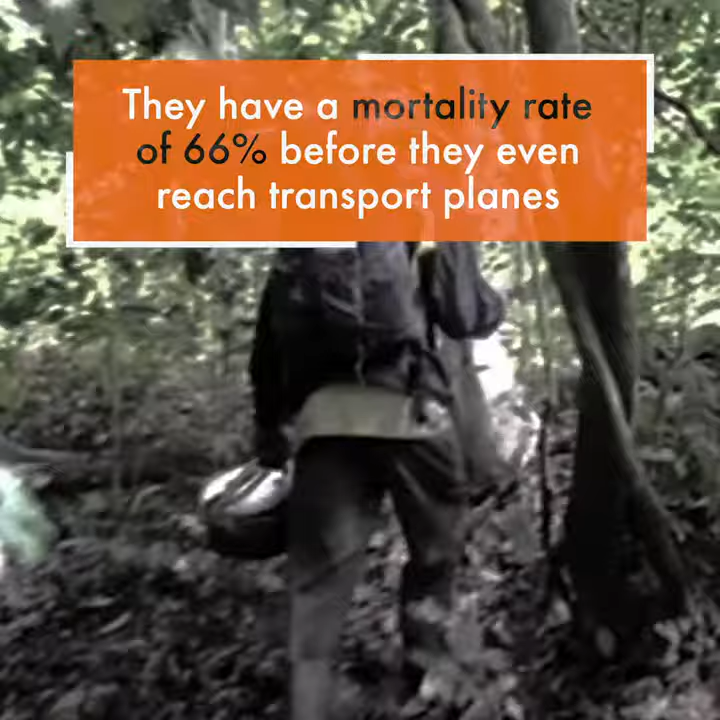 They have a mortality rate
of 66% before they even
reach transport planes